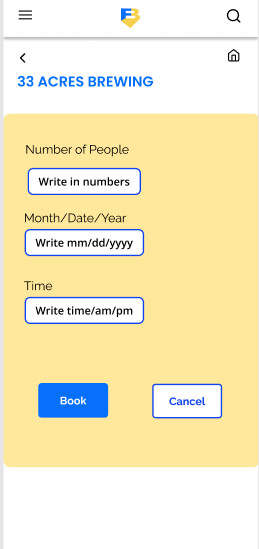 33 ACRES BREWING
Number of People
Write in numbers
Month/Date/Year
Write mm/dd/yyyy
Time
Write time/am/pm
Book
Cancel